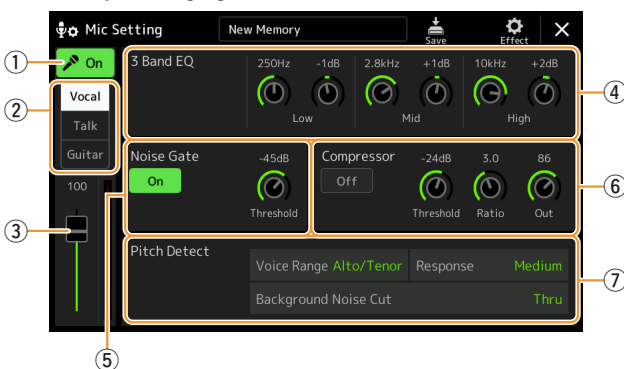 Mic Setting
New Memory
Save
Effect
1
On
2
Vocal
Talk
Guitar
3
100
3 Band EQ
250Hz -1dB 2.8kHz +1dB 10kHz +2dB
Low Mid High
4
Noise Gate
On
-45dB
Threshold
5
Compressor
Off
-24dB 3.0 86
Threshold Ratio Out
6
Pitch Detect
Voice Range Alto/Tenor Response Medium
Background Noise Cut Thru
7